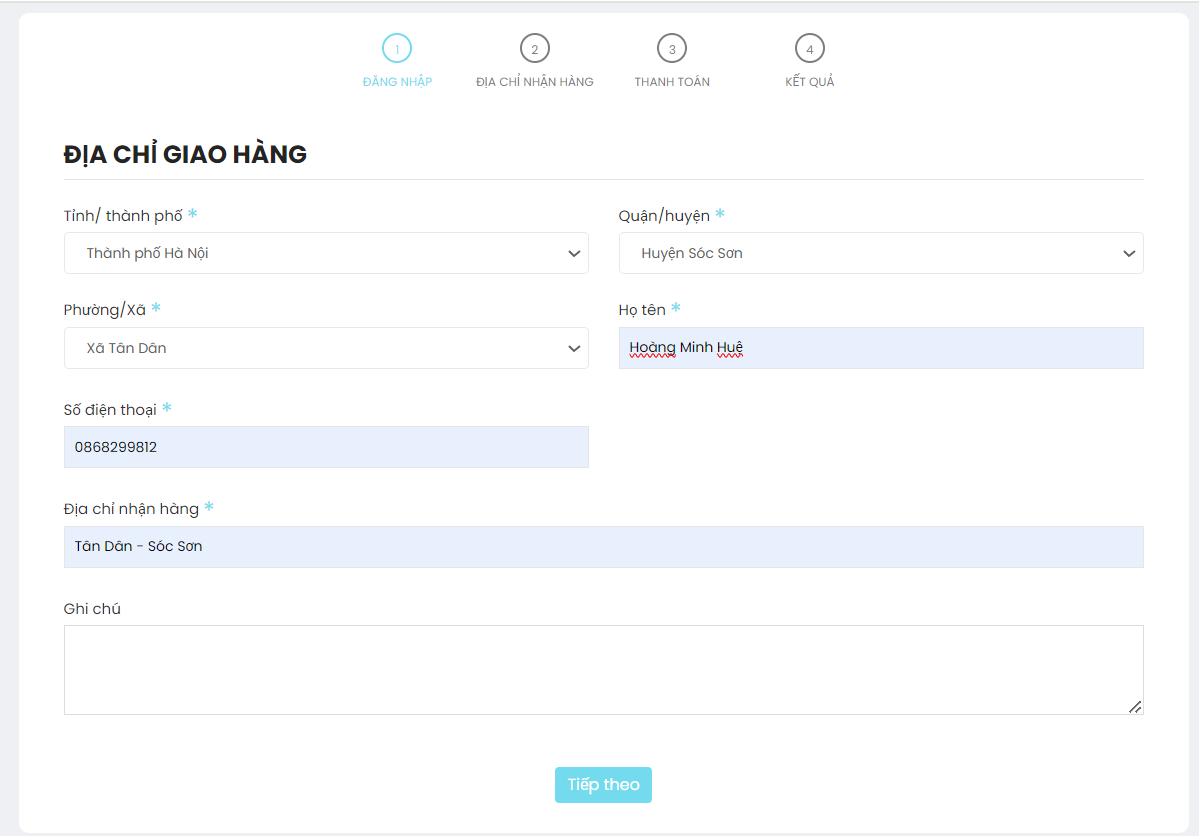 1
2
3
4
ĐĂNG NHẬP
ĐỊA CHỈ NHẬN HÀNG
THANH TOÁN
KẾT QUẢ
ĐỊA CHỈ GIAO HÀNG
Tỉnh/ thành phố *
Quận/huyện *
Thành phố Hà Nội
Huyện Sóc Sơn
Phường/Xã *
Họ tên *
Xã Tân Dân
Hoàng Minh Huệ
Số điện thoại *
0868299812
Địa chỉ nhận hàng *
Tân Dân - Sóc Sơn
Ghi chú
Tiếp theo